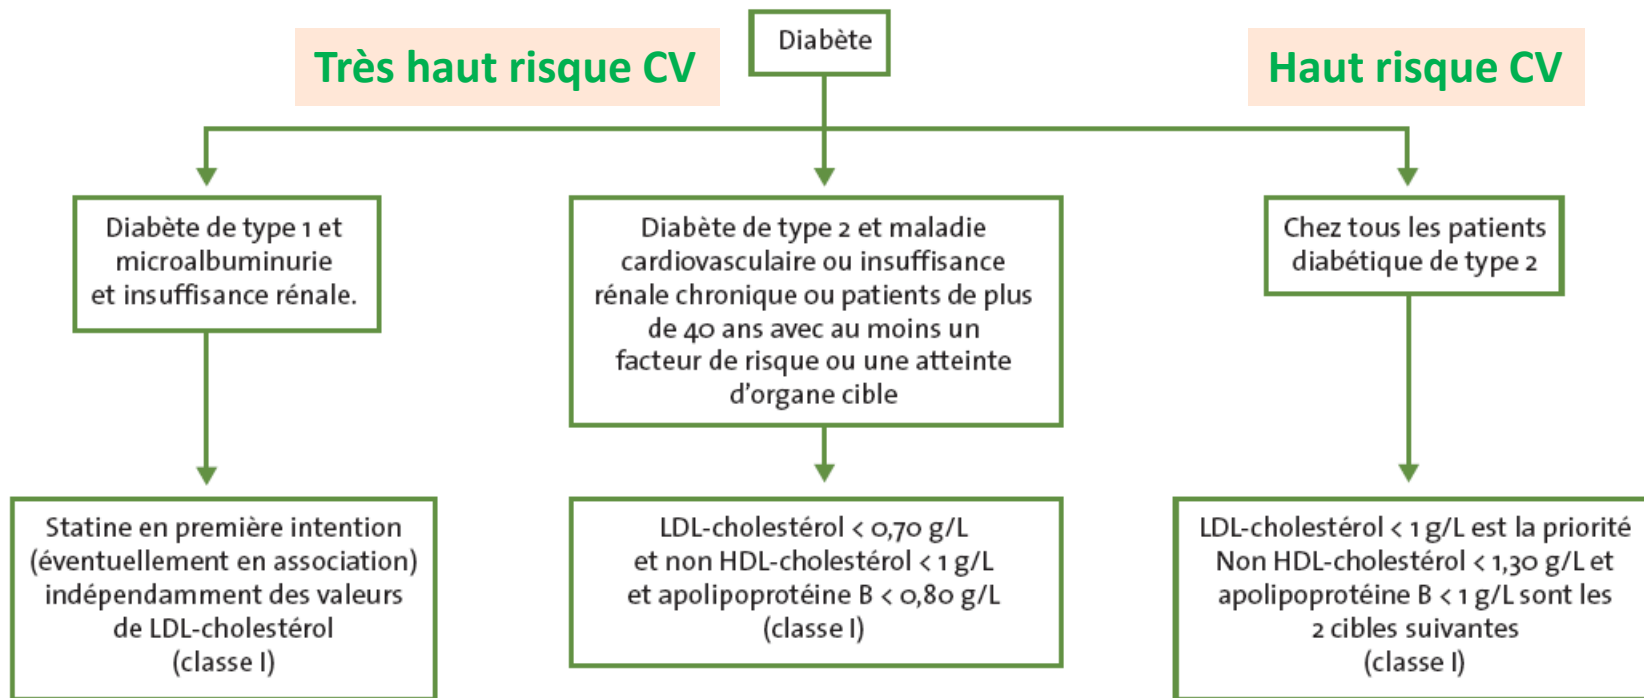 Diabète
Très haut risque CV
Haut risque CV
Diabète de type 1 et
microalbuminurie
et insuffisance rénale.
Diabète de type 2 et maladie
cardiovasculaire ou insuffisance
rénale chronique ou patients de plus
de 40 ans avec au moins un
facteur de risque ou une atteinte
d'organe cible
Chez tous les patients
diabétique de type 2
Statine en première intention
(éventuellement en association)
indépendamment des valeurs
de LDL-cholestérol
(classe I)
LDL-cholestérol < 0,70 g/L
et non HDL-cholestérol < 1 g/L
et apolipoprotéine B < 0,80 g/L
(classe I)
LDL-cholestérol < 1 g/L est la priorité
Non HDL-cholestérol < 1,30 g/L et
apolipoprotéine B < 1 g/L sont les
2 cibles suivantes
(classe I)